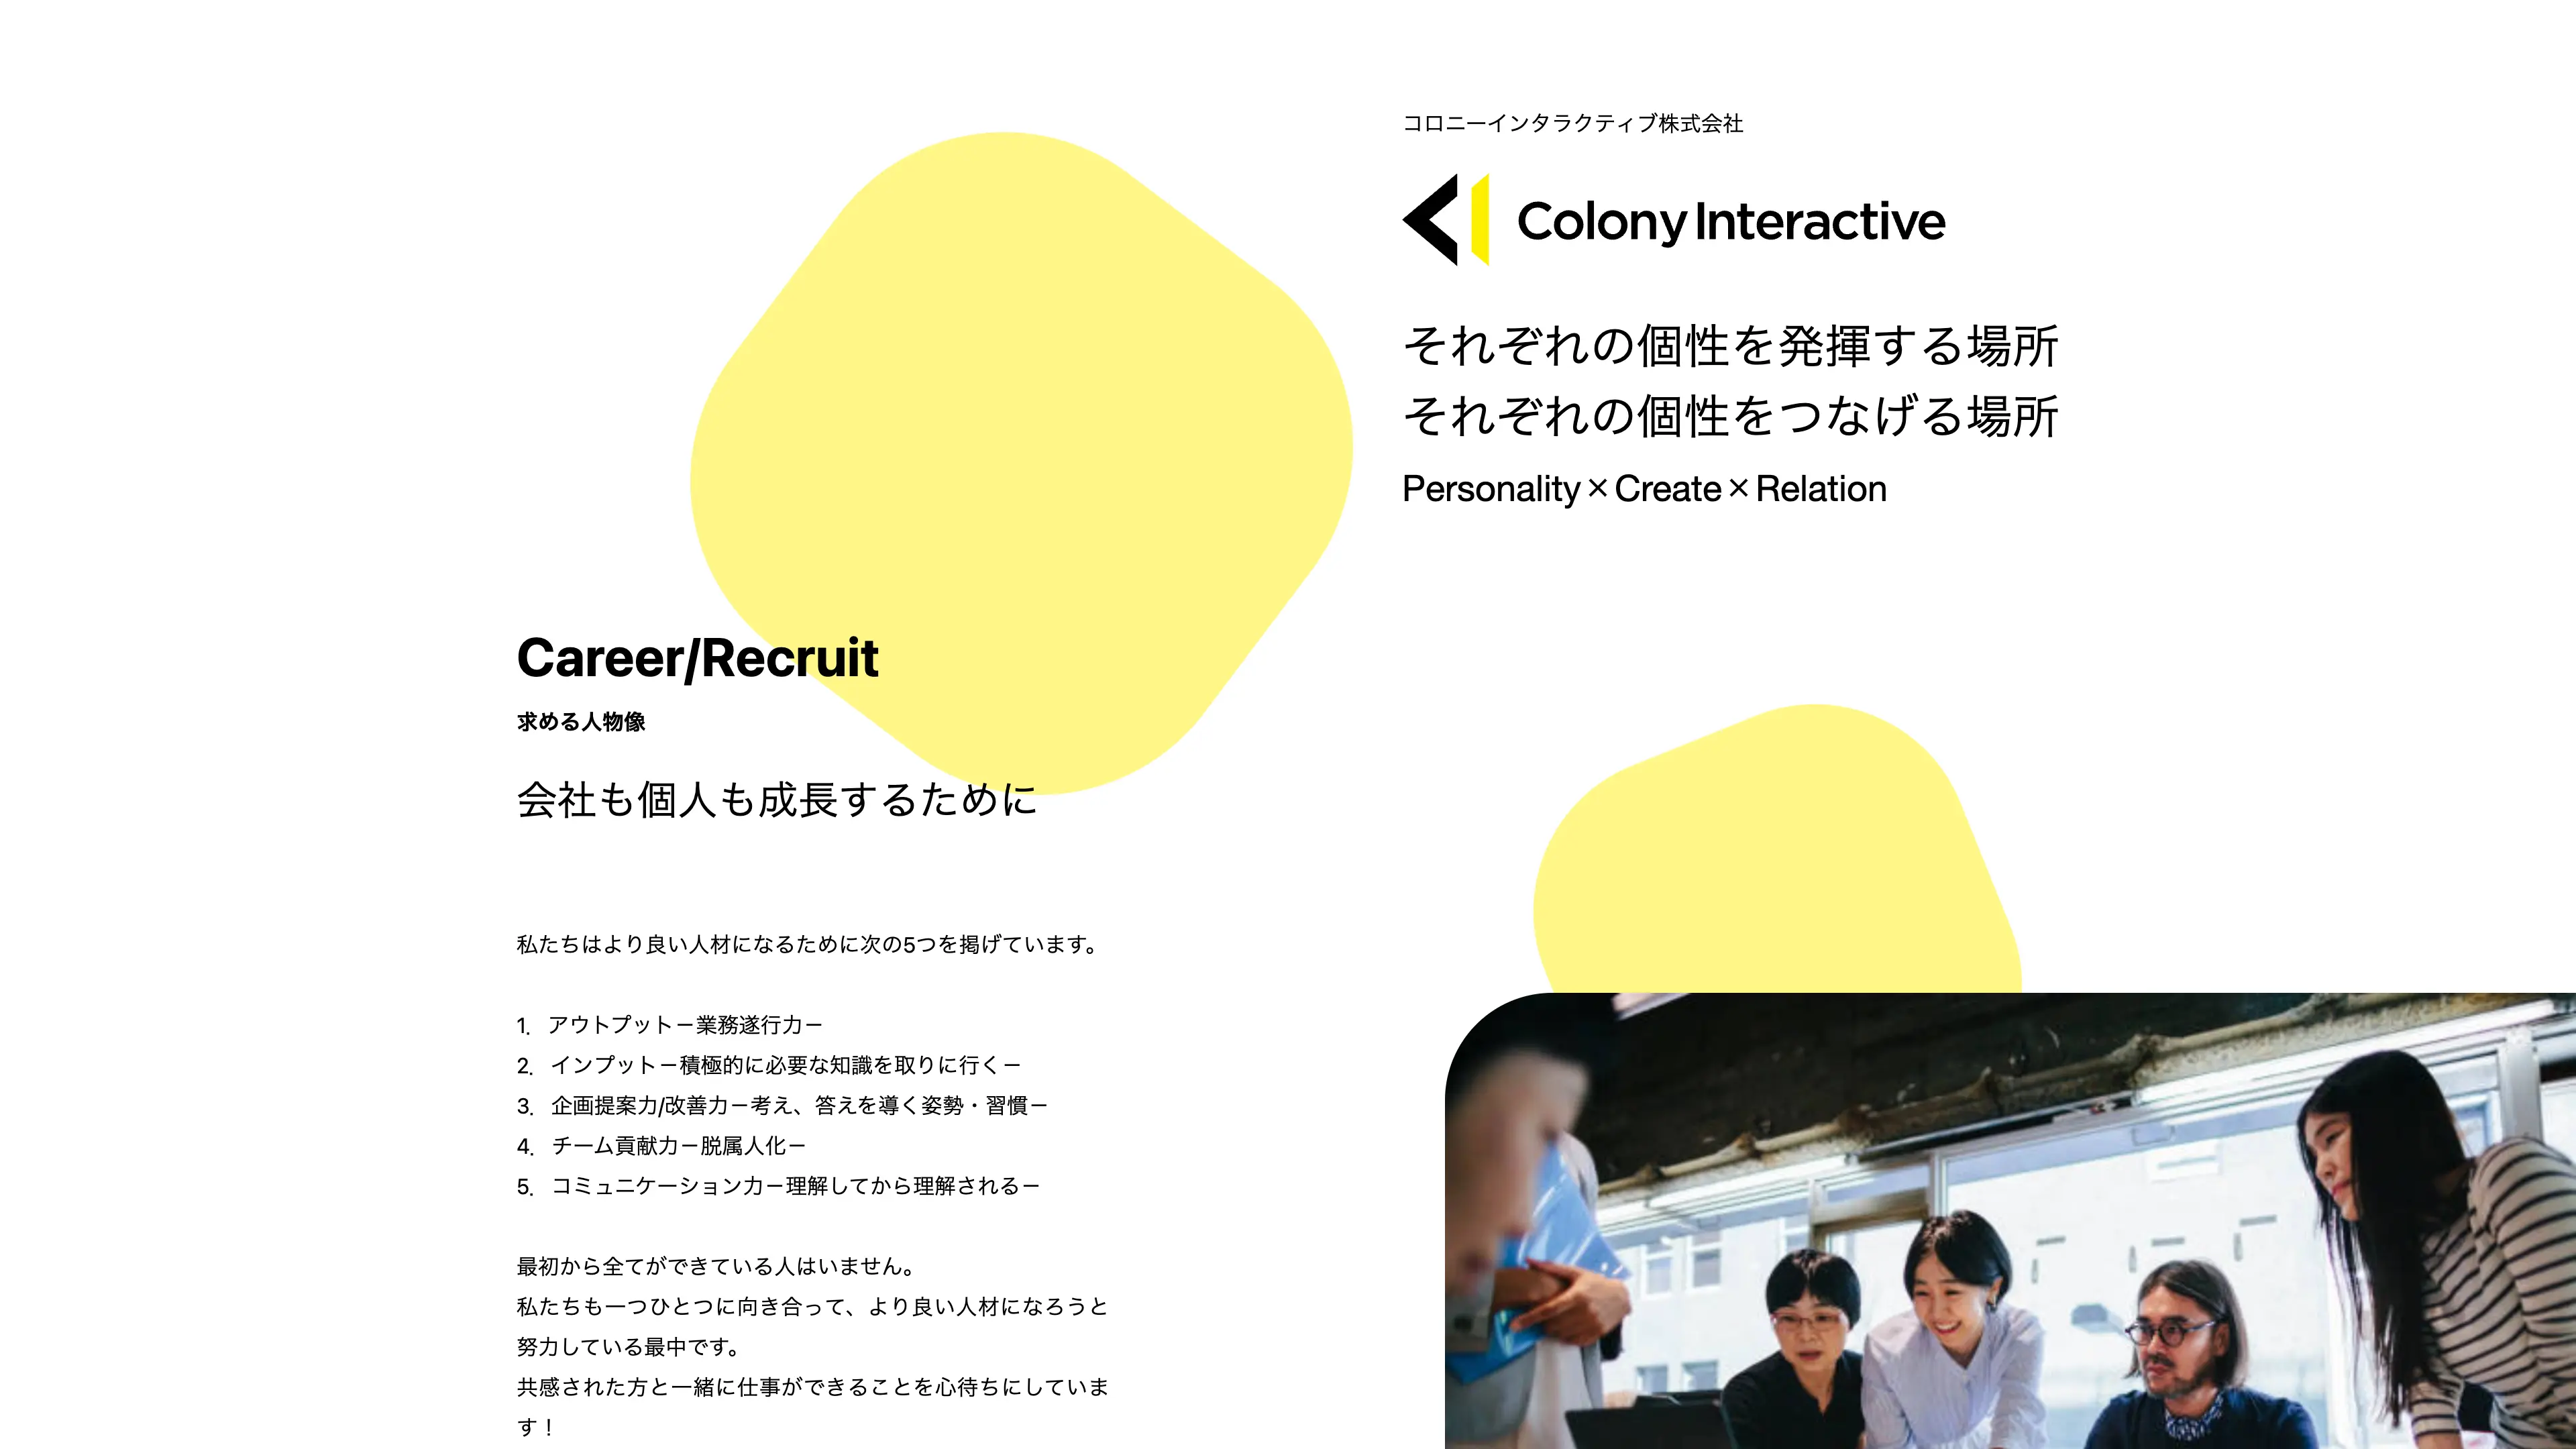 コロニーインタラクティブ株式会社
Colony Interactive
それぞれの個性を発揮する場所
それぞれの個性をつなげる場所
Personality×Create×Relation
Career/Recruit
求める人物像
会社も個人も成長するために
私たちはより良い人材になるために次の5つを掲げています。
1. アウトプット－業務遂行力－
2. インプット－積極的に必要な知識を取りに行く－
3. 企画提案力/改善力－考え、答えを導く姿勢・習慣－
4. チーム貢献力－脱属人化－
5. コミュニケーション力－理解してから理解される－
最初から全てができている人はいません。
私たちも一つひとつに向き合って、より良い人材になろうと
努力している最中です。
共感された方と一緒に仕事ができることを心待ちにしていま
す！